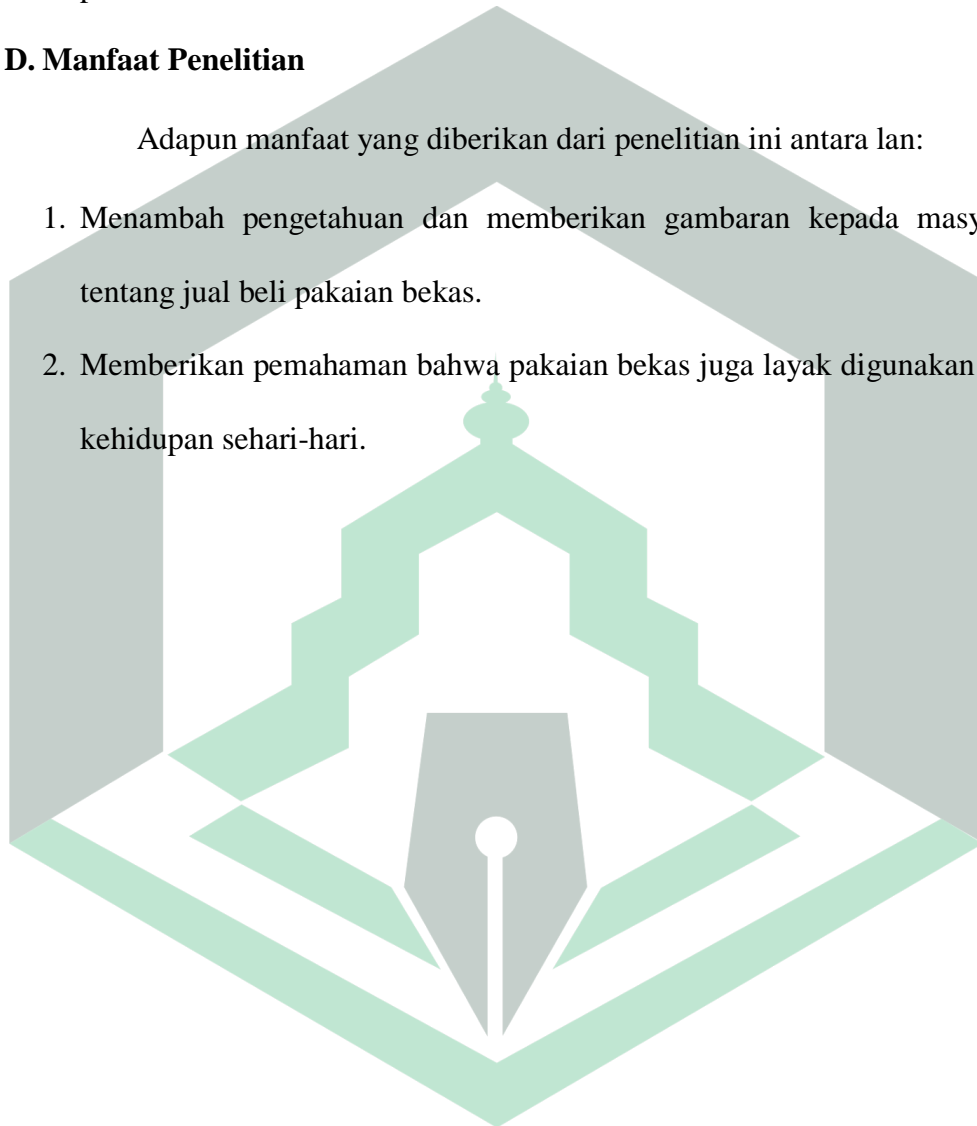 D. Manfaat Penelitian
Adapun manfaat yang diberikan dari penelitian ini antara lan:
1. Menambah pengetahuan dan memberikan gambaran kepada
tentang jual beli pakaian bekas.
2. Memberikan pemahaman bahwa pakaian bekas juga layak digunakan
kehidupan sehari-hari.